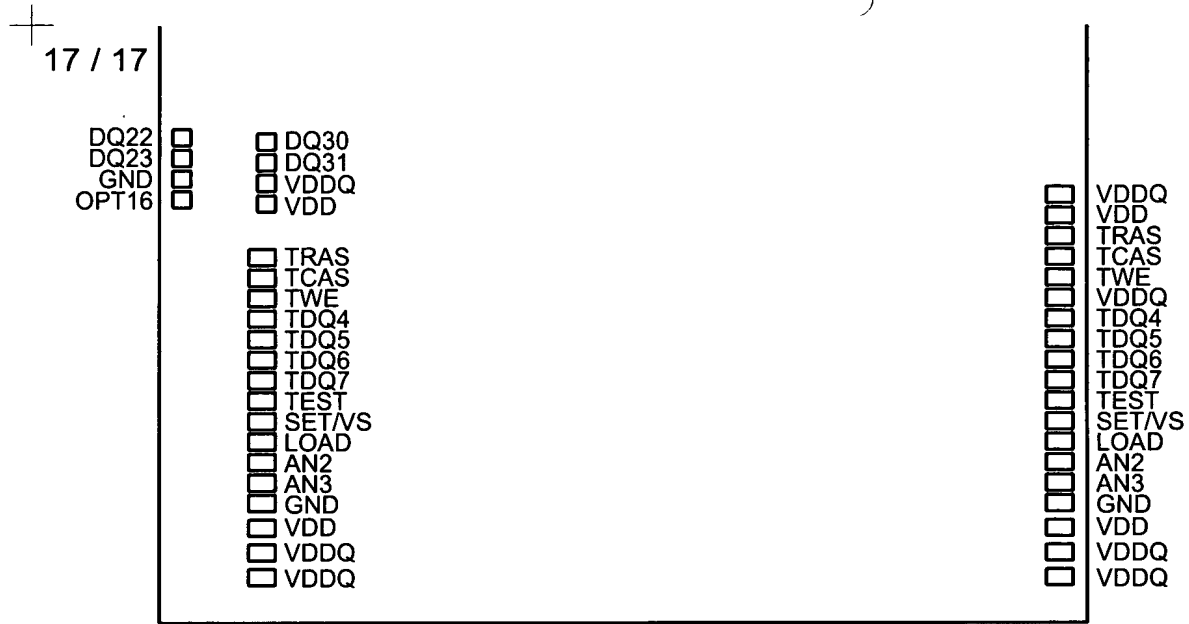 17 / 17
DQ22
DQ23
GND
OPT16
DQ30
DQ31
VDDQ
VDD
TRAS
TCAS
TWE
TDQ4
TDQ5
TDQ6
TDQ7
TEST
SET/VS
LOAD
AN2
AN3
GND
VDD
VDDQ
VDDQ
VDDQ
VDD
TRAS
TCAS
TWE
VDDQ
TDQ4
TDQ5
TDQ6
TDQ7
TEST
SET/VS
LOAD
AN2
AN3
GND
VDD
VDDQ
VDDQ